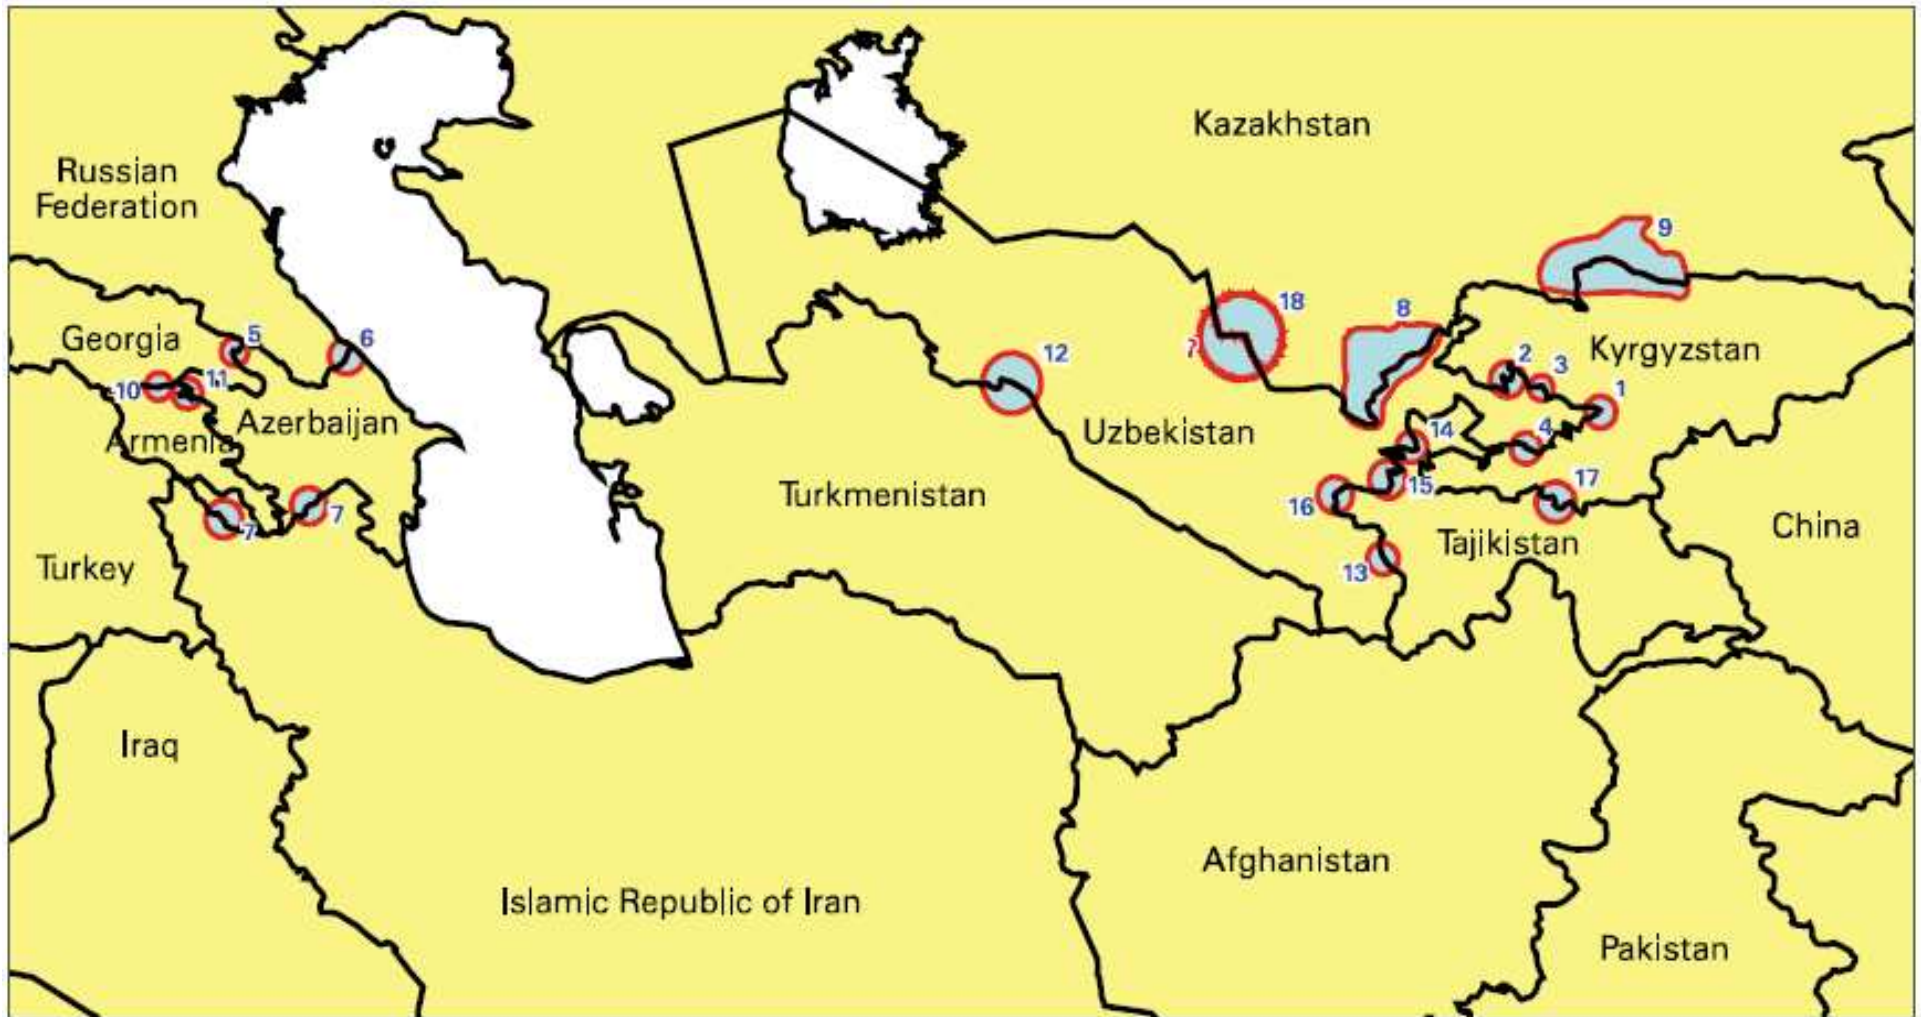 Kazakhstan
Russian
Federation
9
18
8
Georgia
5
6
?
Kyrgyzstan
2
3
12
1
10
11
Azerbaijan
Uzbekistan
14
4
Armenia
Turkmenistan
15
17
16
7
7
China
Tajikistan
13
Turkey
Iraq
Afghanistan
Islamic Republic of Iran
Pakistan